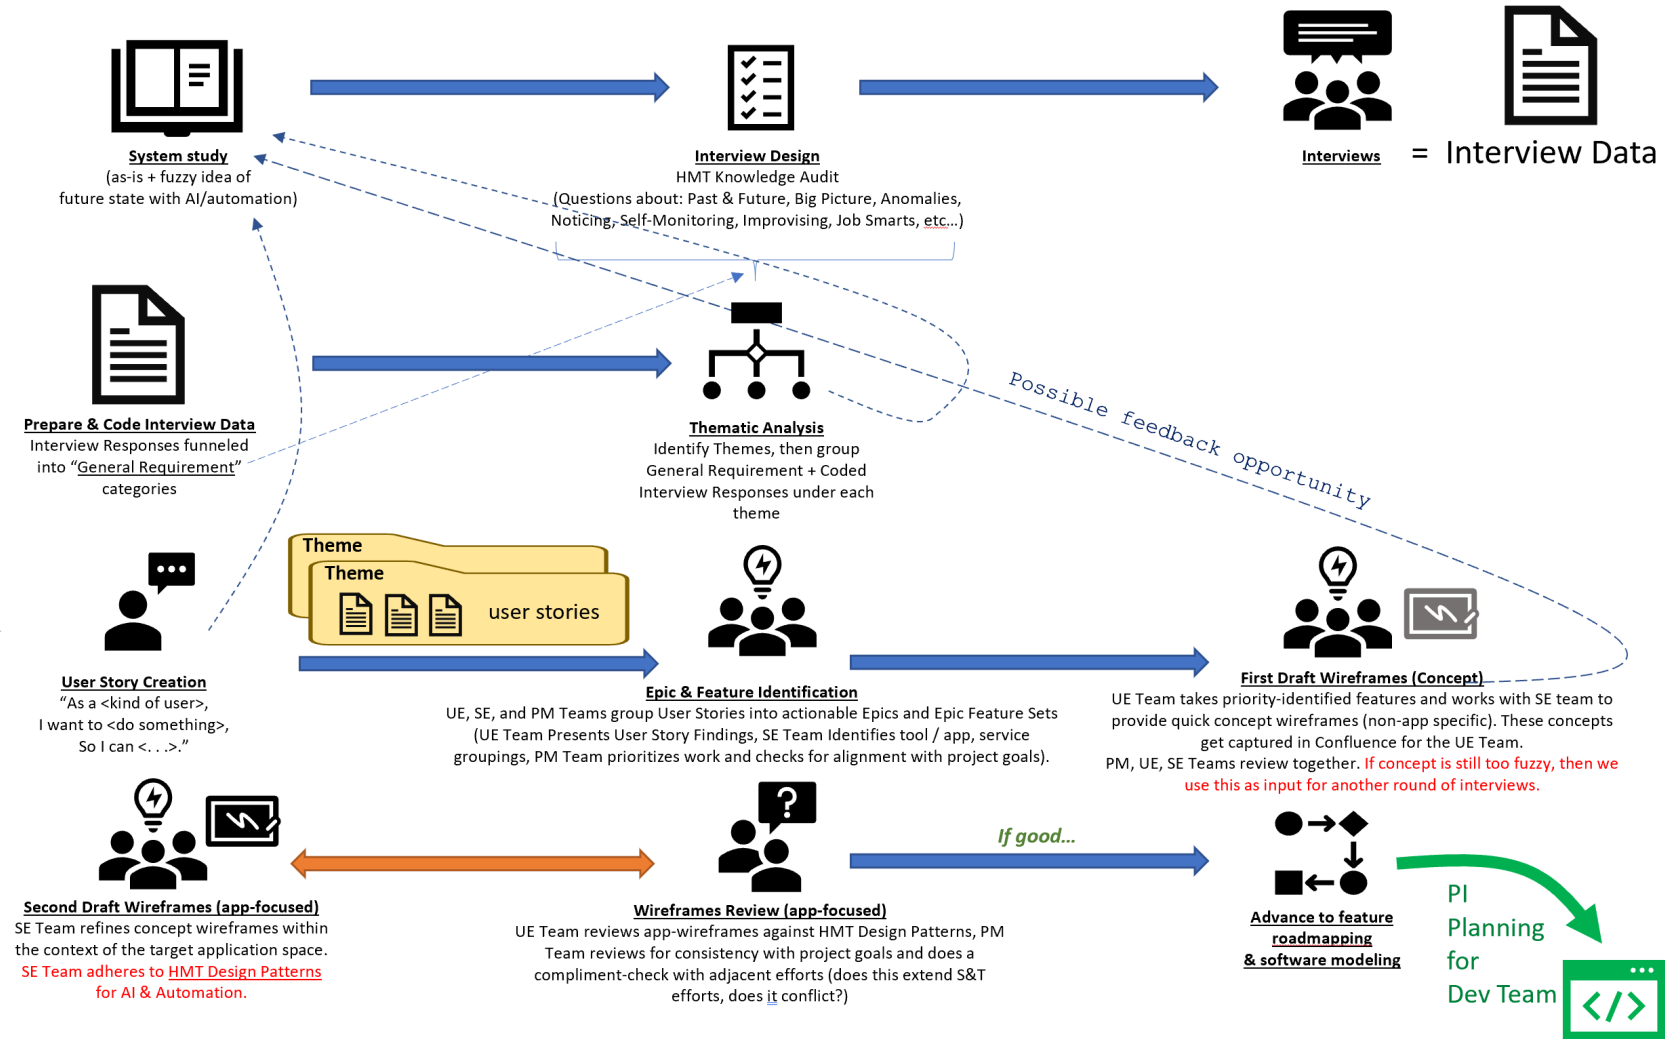 System study
(as-is + fuzzy idea of
future state with AI/automation)
Interview Design
HMT Knowledge Audit
(Questions about: Past & Future, Big Picture, Anomalies,
Noticing, Self-Monitoring, Improvising, Job Smarts, etc...)
Interviews
= Interview Data
Prepare & Code Interview Data
Interview Responses funneled
into “General Requirement”
categories
Thematic Analysis
Identify Themes, then group
General Requirement + Coded
Interview Responses under each
theme
Possible feedback opportunity
User Story Creation
“As a <kind of user>,
I want to <do something>,
So I can <. . .>.”
Theme
Theme
user stories
Epic & Feature Identification
UE, SE, and PM Teams group User Stories into actionable Epics and Epic Feature Sets
(UE Team Presents User Story Findings, SE Team Identifies tool / app, service
groupings, PM Team prioritizes work and checks for alignment with project goals).
First Draft Wireframes (Concept)
UE Team takes priority-identified features and works with SE team to
provide quick concept wireframes (non-app specific). These concepts
get captured in Confluence for the UE Team.
PM, UE, SE Teams review together. If concept is still too fuzzy, then we
use this as input for another round of interviews.
Second Draft Wireframes (app-focused)
SE Team refines concept wireframes within
the context of the target application space.
SE Team adheres to HMT Design Patterns
for AI & Automation.
?
Wireframes Review (app-focused)
UE Team reviews app-wireframes against HMT Design Patterns, PM
Team reviews for consistency with project goals and does a
compliment-check with adjacent efforts (does this extend S&T
efforts, does it conflict?)
If good...
Advance to feature
roadmapping
& software modeling
PI
Planning
for
Dev Team
</>